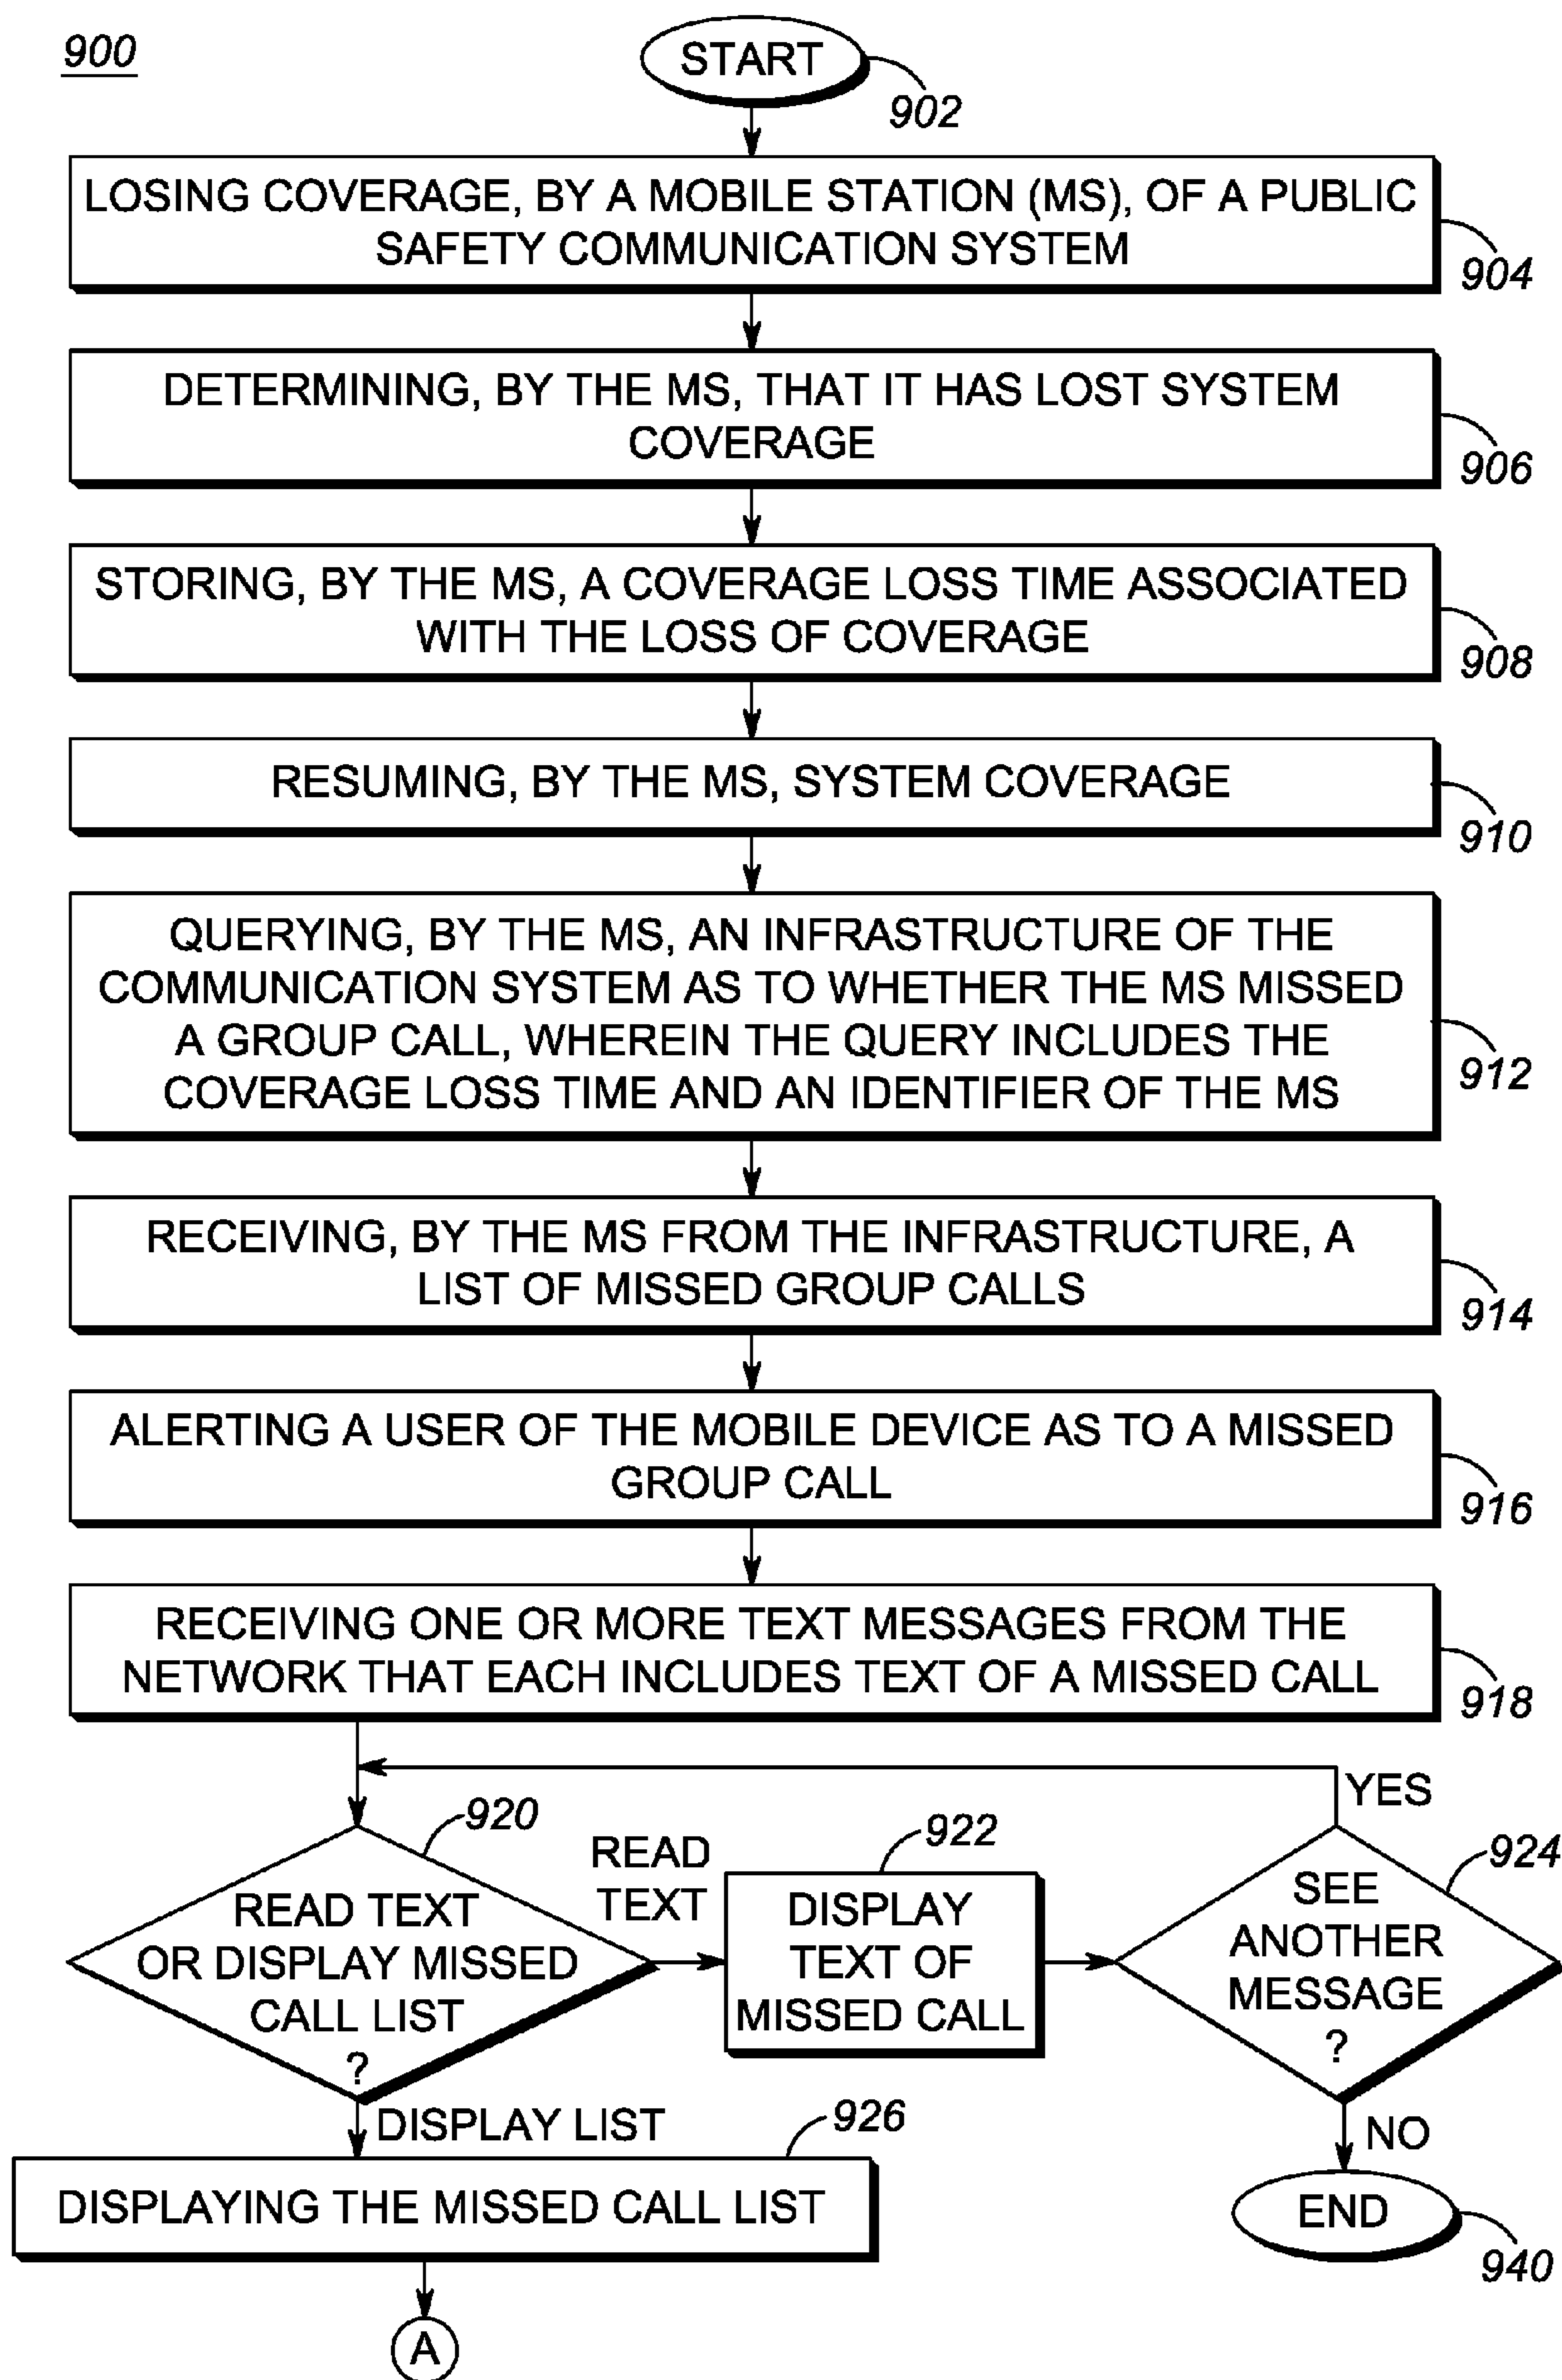 900
START
902
LOSING COVERAGE, BY A MOBILE STATION (MS), OF A PUBLIC
SAFETY COMMUNICATION SYSTEM
904
DETERMINING, BY THE MS, THAT IT HAS LOST SYSTEM
COVERAGE
906
STORING, BY THE MS, A COVERAGE LOSS TIME ASSOCIATED
WITH THE LOSS OF COVERAGE
908
RESUMING, BY THE MS, SYSTEM COVERAGE
910
QUERYING, BY THE MS, AN INFRASTRUCTURE OF THE
COMMUNICATION SYSTEM AS TO WHETHER THE MS MISSED
A GROUP CALL, WHEREIN THE QUERY INCLUDES THE
COVERAGE LOSS TIME AND AN IDENTIFIER OF THE MS
912
RECEIVING, BY THE MS FROM THE INFRASTRUCTURE, A
LIST OF MISSED GROUP CALLS
914
ALERTING A USER OF THE MOBILE DEVICE AS TO A MISSED
GROUP CALL
916
RECEIVING ONE OR MORE TEXT MESSAGES FROM THE
NETWORK THAT EACH INCLUDES TEXT OF A MISSED CALL
918
920
READ TEXT
OR DISPLAY MISSED
CALL LIST
?
READ
TEXT
922
DISPLAY
TEXT OF
MISSED CALL
YES
924
SEE
ANOTHER
MESSAGE
?
DISPLAY LIST
926
DISPLAYING THE MISSED CALL LIST
A
NO
END
940